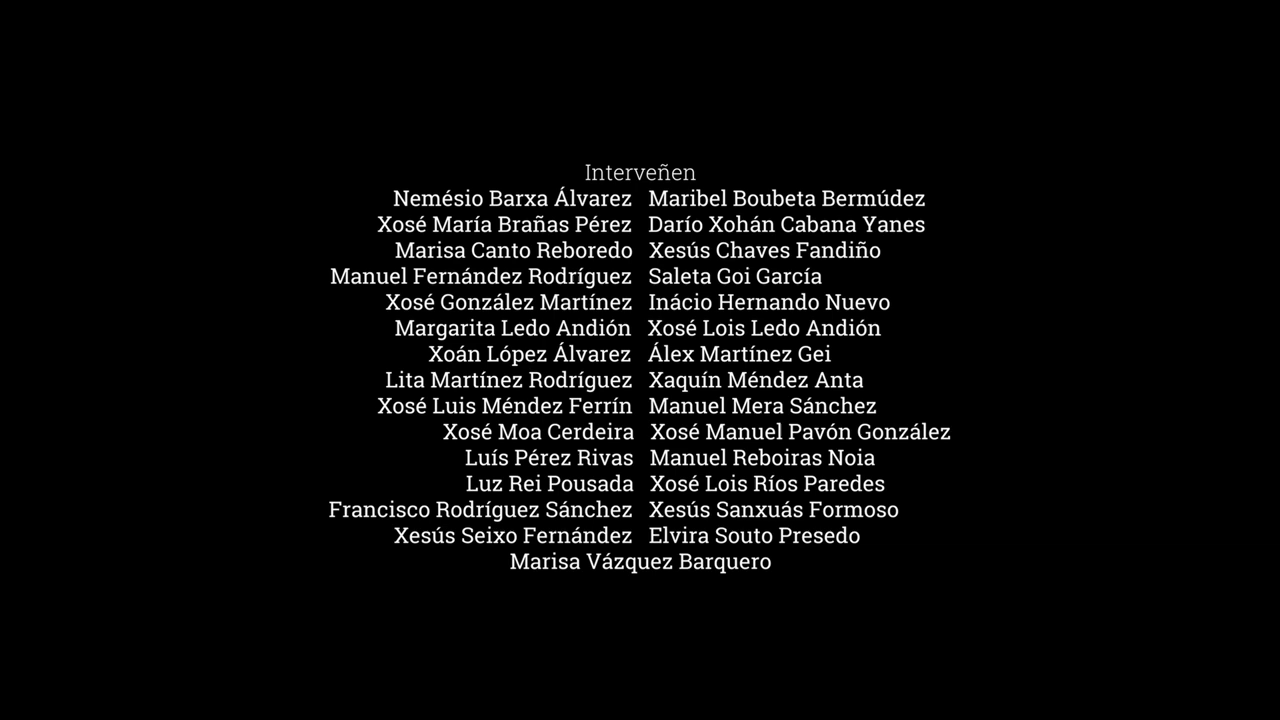 Interveñen
Nemésio Barxa Álvarez Maribel Boubeta Bermúdez
Xosé María Brañas Pérez Darío Xohán Cabana Yanes
Marisa Canto Reboredo Xesús Chaves Fandiño
Manuel Fernández Rodríguez Saleta Goi García
Xosé González Martínez Inácio Hernando Nuevo
Margarita Ledo Andión Xosé Lois Ledo Andión
Xoán López Álvarez Álex Martínez Gei
Lita Martínez Rodríguez Xaquín Méndez Anta
Xosé Luis Méndez Ferrín Manuel Mera Sánchez
Xosé Moa Cerdeira Xosé Manuel Pavón González
Luís Pérez Rivas Manuel Reboiras Noia
Luz Rei Pousada Xosé Lois Ríos Paredes
Francisco Rodríguez Sánchez Xesús Sanxuás Formoso
Xesús Seixo Fernández Elvira Souto Presedo
Marisa Vázquez Barquero